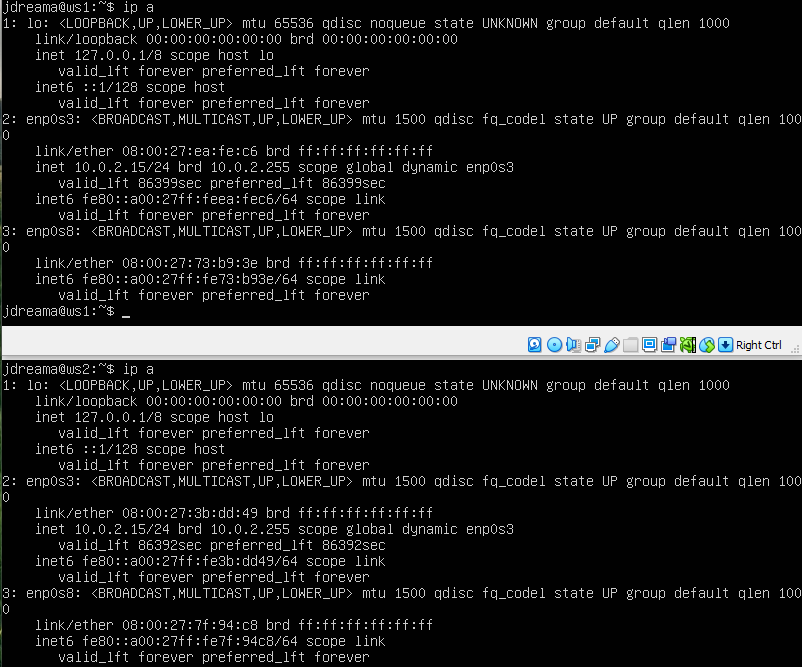 jdreama@ws1:~$ ip a
1: lo: <LOOPBACK,UP,LOWER_UP> mtu 65536 qdisc noqueue state UNKNOWN group default qlen 1000
    link/loopback 00:00:00:00:00:00 brd 00:00:00:00:00:00
    inet 127.0.0.1/8 scope host lo
       valid_lft forever preferred_lft forever
    inet6 ::1/128 scope host
       valid_lft forever preferred_lft forever
2: enp0s3: <BROADCAST,MULTICAST,UP,LOWER_UP> mtu 1500 qdisc fq_codel state UP group default qlen 100
0
    link/ether 08:00:27:ea:fe:c6 brd ff:ff:ff:ff:ff:ff
    inet 10.0.2.15/24 brd 10.0.2.255 scope global dynamic enp0s3
       valid_lft 86399sec preferred_lft 86399sec
    inet6 fe80::a00:27ff:feea:fec6/64 scope link
       valid_lft forever preferred_lft forever
3: enp0s8: <BROADCAST,MULTICAST,UP,LOWER_UP> mtu 1500 qdisc fq_codel state UP group default qlen 100
0
    link/ether 08:00:27:73:b9:3e brd ff:ff:ff:ff:ff:ff
    inet6 fe80::a00:27ff:fe73:b93e/64 scope link
       valid_lft forever preferred_lft forever
jdreama@ws1:~$ _
Right Ctrl
jdreama@ws2:~$ ip a
1: lo: <LOOPBACK,UP,LOWER_UP> mtu 65536 qdisc noqueue state UNKNOWN group default qlen 1000
    link/loopback 00:00:00:00:00:00 brd 00:00:00:00:00:00
    inet 127.0.0.1/8 scope host lo
       valid_lft forever preferred_lft forever
    inet6 ::1/128 scope host
       valid_lft forever preferred_lft forever
2: enp0s3: <BROADCAST,MULTICAST,UP,LOWER_UP> mtu 1500 qdisc fq_codel state UP group default qlen 100
0
    link/ether 08:00:27:3b:dd:49 brd ff:ff:ff:ff:ff:ff
    inet 10.0.2.15/24 brd 10.0.2.255 scope global dynamic enp0s3
       valid_lft 86392sec preferred_lft 86392sec
    inet6 fe80::a00:27ff:fe3b:dd49/64 scope link
       valid_lft forever preferred_lft forever
3: enp0s8: <BROADCAST,MULTICAST,UP,LOWER_UP> mtu 1500 qdisc fq_codel state UP group default qlen 100
0
    link/ether 08:00:27:7f:94:c8 brd ff:ff:ff:ff:ff:ff
    inet6 fe80::a00:27ff:fe7f:94c8/64 scope link
       valid_lft forever preferred_lft forever